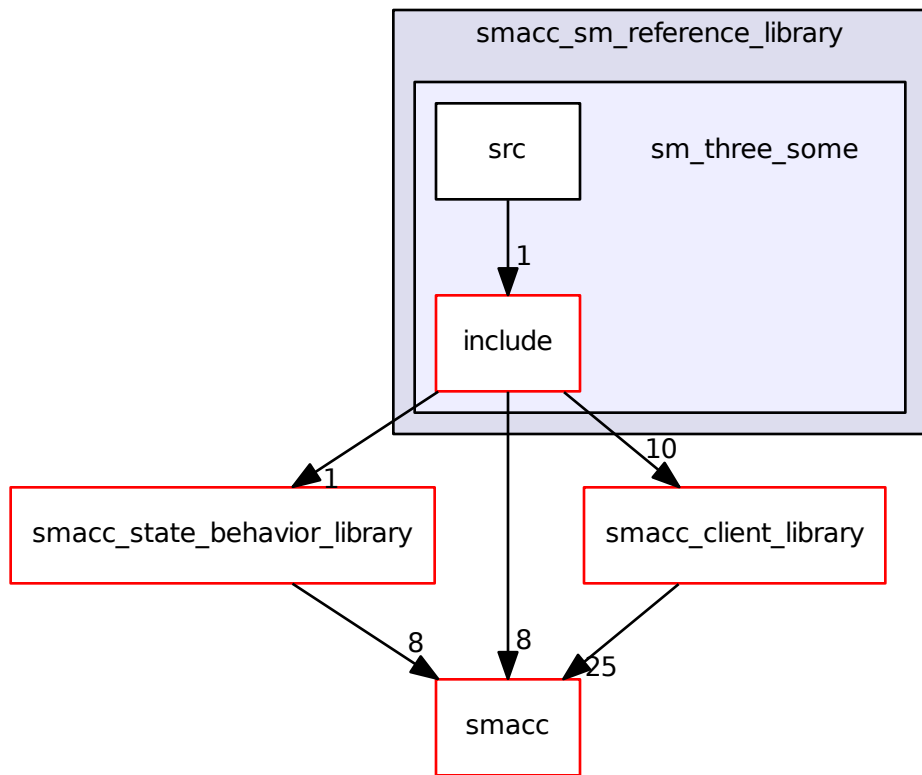 smacc_sm_reference_library
src
sm_three_some
1
include
10
1
smacc_state_behavior_library
smacc_client_library
8
8
25
smacc